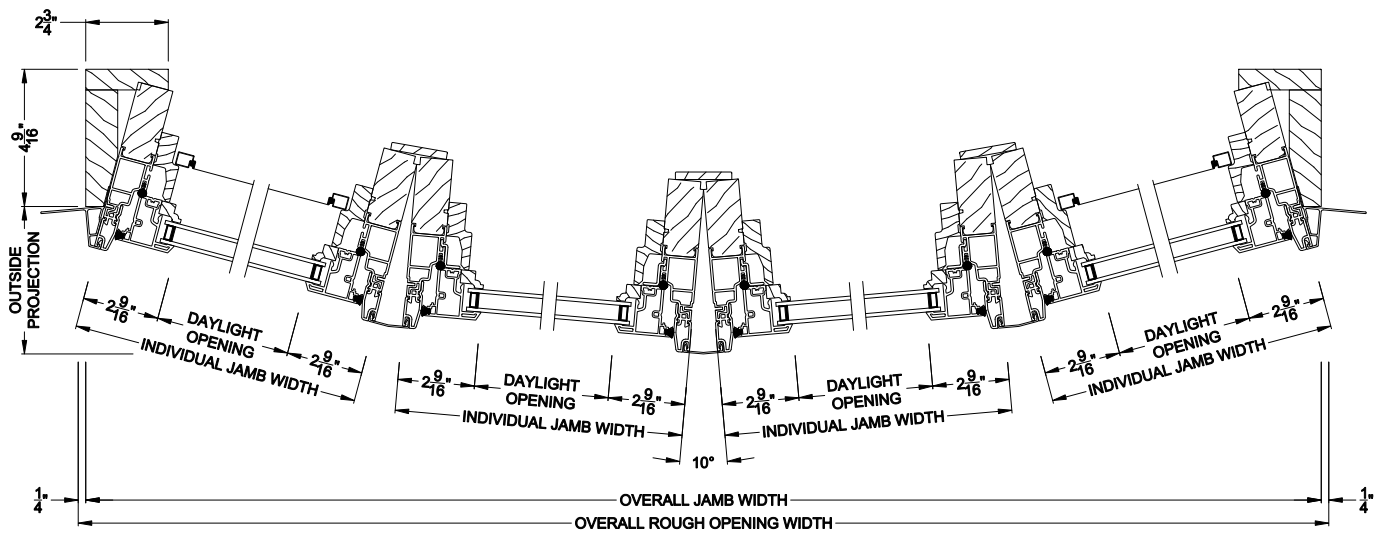 2 3/4"
4 9/16"
OUTSIDE
PROJECTION
2 9/16"
DAYLIGHT
OPENING
2 9/16"
INDIVIDUAL JAMB WIDTH
2 9/16"
DAYLIGHT
OPENING
2 9/16"
INDIVIDUAL JAMB WIDTH
2 9/16"
DAYLIGHT
OPENING
2 9/16"
INDIVIDUAL JAMB WIDTH
2 9/16"
DAYLIGHT
OPENING
2 9/16"
INDIVIDUAL JAMB WIDTH
10°
1/4"
OVERALL JAMB WIDTH
1/4"
OVERALL ROUGH OPENING WIDTH